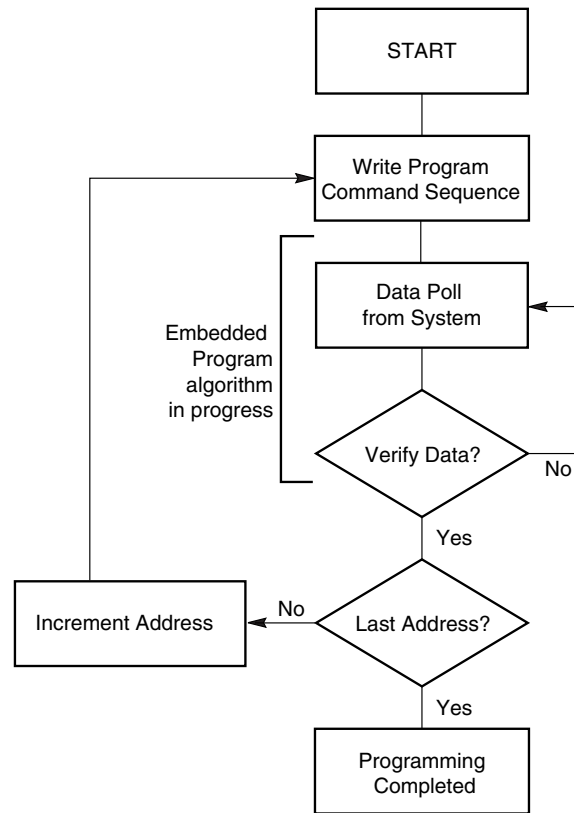 START
Write Program
Command Sequence
Data Poll
from System
Embedded
Program
algorithm
in progress
Verify Data?
No
Yes
Increment Address
No
Last Address?
Yes
Programming
Completed